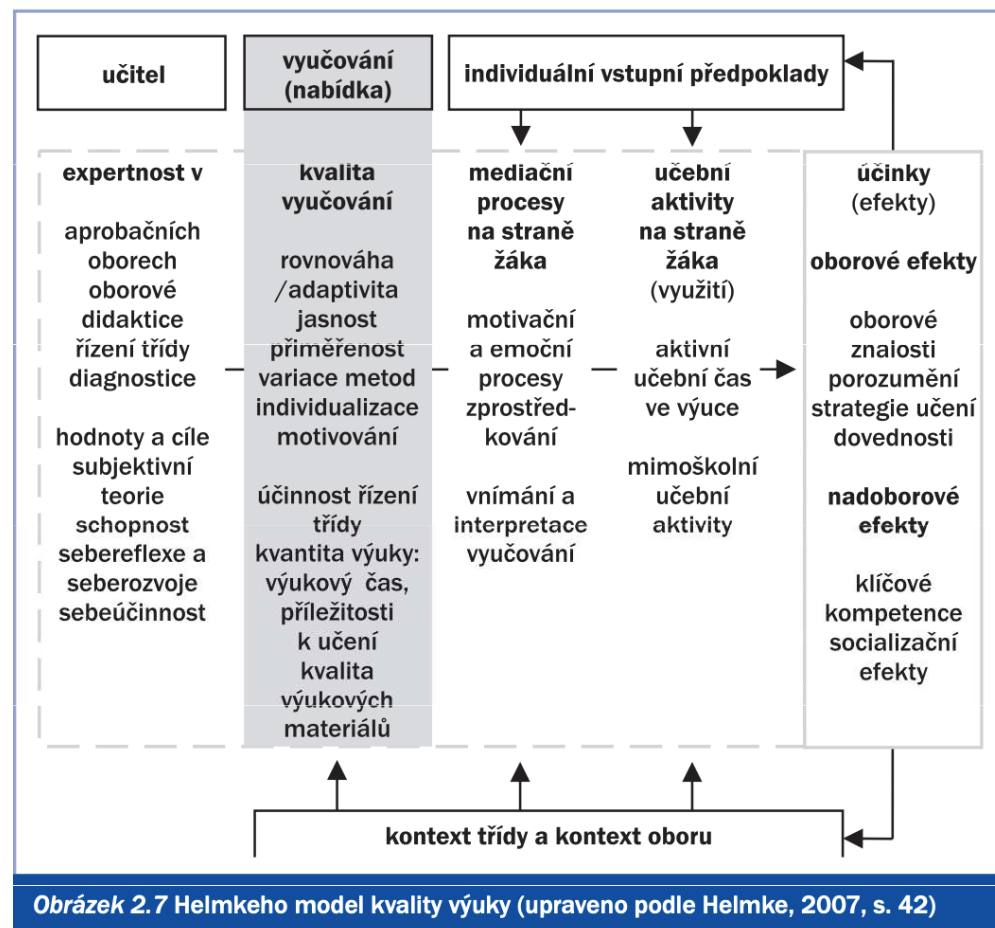 učitel
vyučování
(nabídka)
individuální vstupní předpoklady
expertnost v
aprobačních
oborech
oborové
didaktice
řízení třídy
diagnostice
hodnoty a cíle
subjektivní
teorie
schopnost
sebereflexe a
seberozvoje
sebeúčinnost
kvalita
vyučování
rovnováha
/adaptivita
jasnost
přiměřenost
variace metod
individualizace
motivování
účinnost řízení
třídy
kvantita výuky:
výukový čas,
příležitosti
k učení
kvalita
výukových
materiálů
mediační
procesy
na straně
žáka
motivační
a emoční
procesy
zprostřed-
kování
vnímání a
interpretace
vyučování
učební
aktivity
na straně
žáka
(využití)
aktivní
učební čas
ve výuce
mimoškolní
učební
aktivity
účinky
(efekty)
oborové efekty
oborové
znaiosti
porozumění
strategie učení
dovednosti
nadoborové
efekty
klíčové
kompetence
socializační
efekty
kontext třídy a kontext oboru
Obrázek 2.7 Helmkeho model kvality výuky (upraveno podle Helmke, 2007, s. 42)